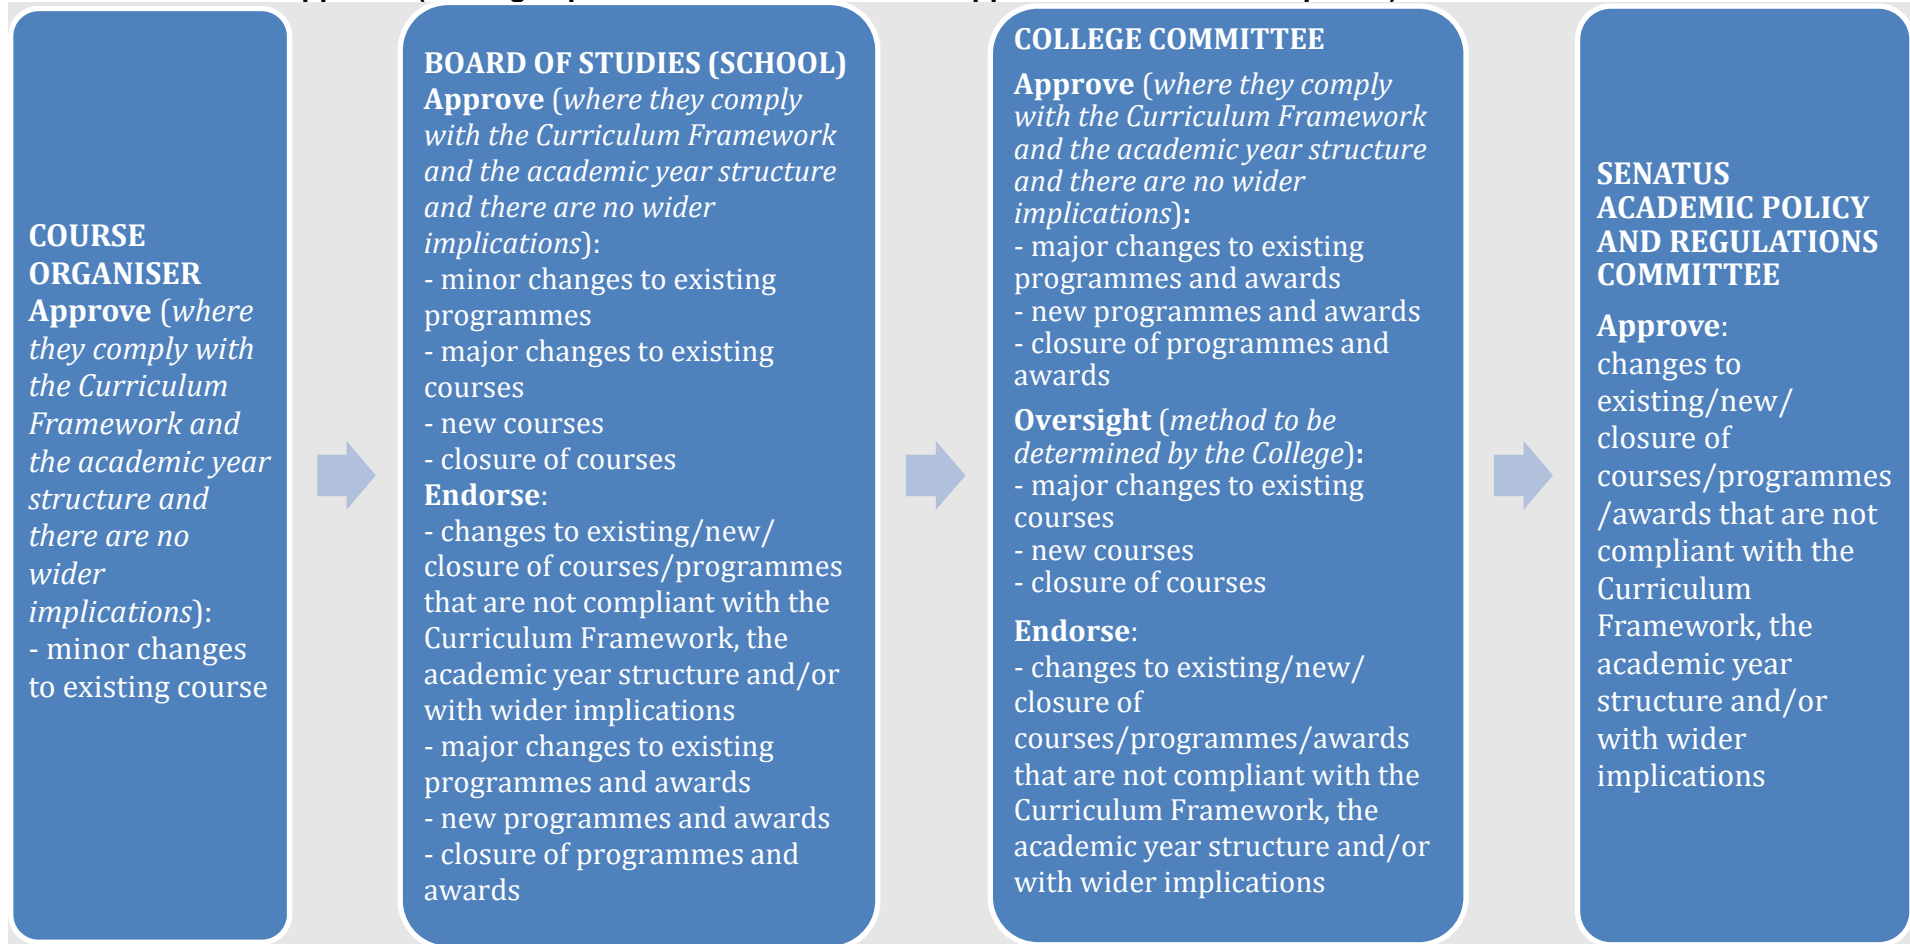 COURSE
ORGANISER
Approve (where
they comply with
the Curriculum
Framework and
the academic year
structure and
there are no
wider
implications):
- minor changes
to existing course
BOARD OF STUDIES (SCHOOL)
Approve (where they comply
with the Curriculum Framework
and the academic year structure
and there are no wider
implications):
- minor changes to existing
programmes
- major changes to existing
courses
- new courses
- closure of courses
Endorse:
- changes to existing/new/
closure of courses/programmes
that are not compliant with the
Curriculum Framework, the
academic year structure and/or
with wider implications
- major changes to existing
programmes and awards
- new programmes and awards
- closure of programmes and
awards
COLLEGE COMMITTEE
Approve (where they comply
with the Curriculum Framework
and the academic year structure
and there are no wider
implications):
- major changes to existing
programmes and awards
- new programmes and awards
- closure of programmes and
awards
Oversight (method to be
determined by the College):
- major changes to existing
courses
- new courses
- closure of courses
Endorse:
- changes to existing/new/
closure of
courses/programmes/awards
that are not compliant with the
Curriculum Framework, the
academic year structure and/or
with wider implications
SENATUS
ACADEMIC POLICY
AND REGULATIONS
COMMITTEE
Approve:
changes to
existing/new/
closure of
courses/programmes
/awards that are not
compliant with the
Curriculum
Framework, the
academic year
structure and/or
with wider
implications